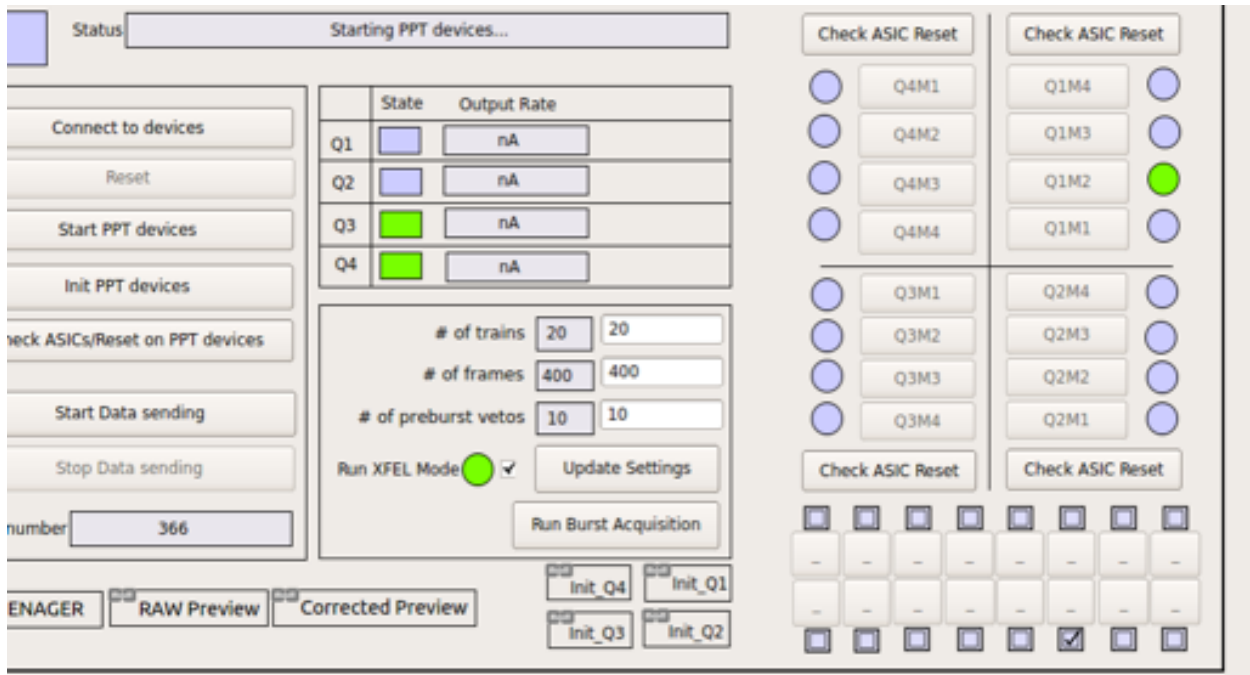 Status Starting PPT devices...
Connect to devices
Reset
Start PPT devices
Init PPT devices
heck ASICs/Reset on PPT devices
Start Data sending
Stop Data sending
number 366
State Output Rate
Q1 nA
Q2 nA
Q3 nA
Q4 nA
# of trains 20 20
# of frames 400 400
# of preburst vetos 10 10
Run XFEL Mode Update Settings
Run Burst Acquisition
ENAGER RAW Preview Corrected Preview
Init_Q4 Init_Q1
Init_Q3 Init_Q2
Check ASIC Reset Check ASIC Reset
Q4M1 Q1M4
Q4M2 Q1M3
Q4M3 Q1M2
Q4M4 Q1M1
Q3M1 Q2M4
Q3M2 Q2M3
Q3M3 Q2M2
Q3M4 Q2M1
Check ASIC Reset Check ASIC Reset
– – – – – – – –
– – – – – – – –